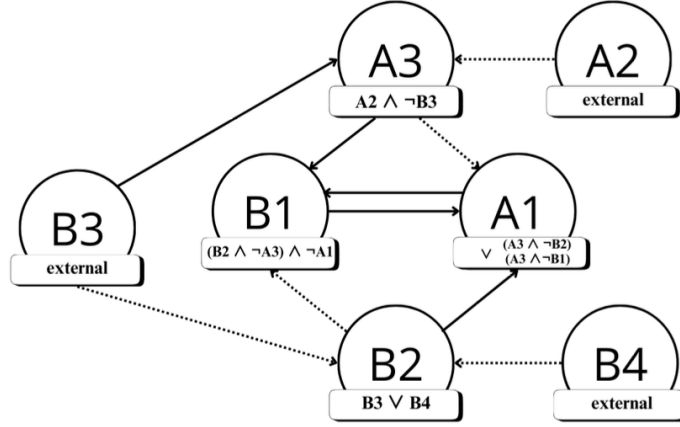 A3
A2 ∧ ¬B3
A2
external
B3
external
B1
(B2 ∧ ¬A3) ∧ ¬A1
A1
(A3 ∧ ¬B2)
∨
(A3 ∧¬B1)
B2
B3 ∨ B4
B4
external